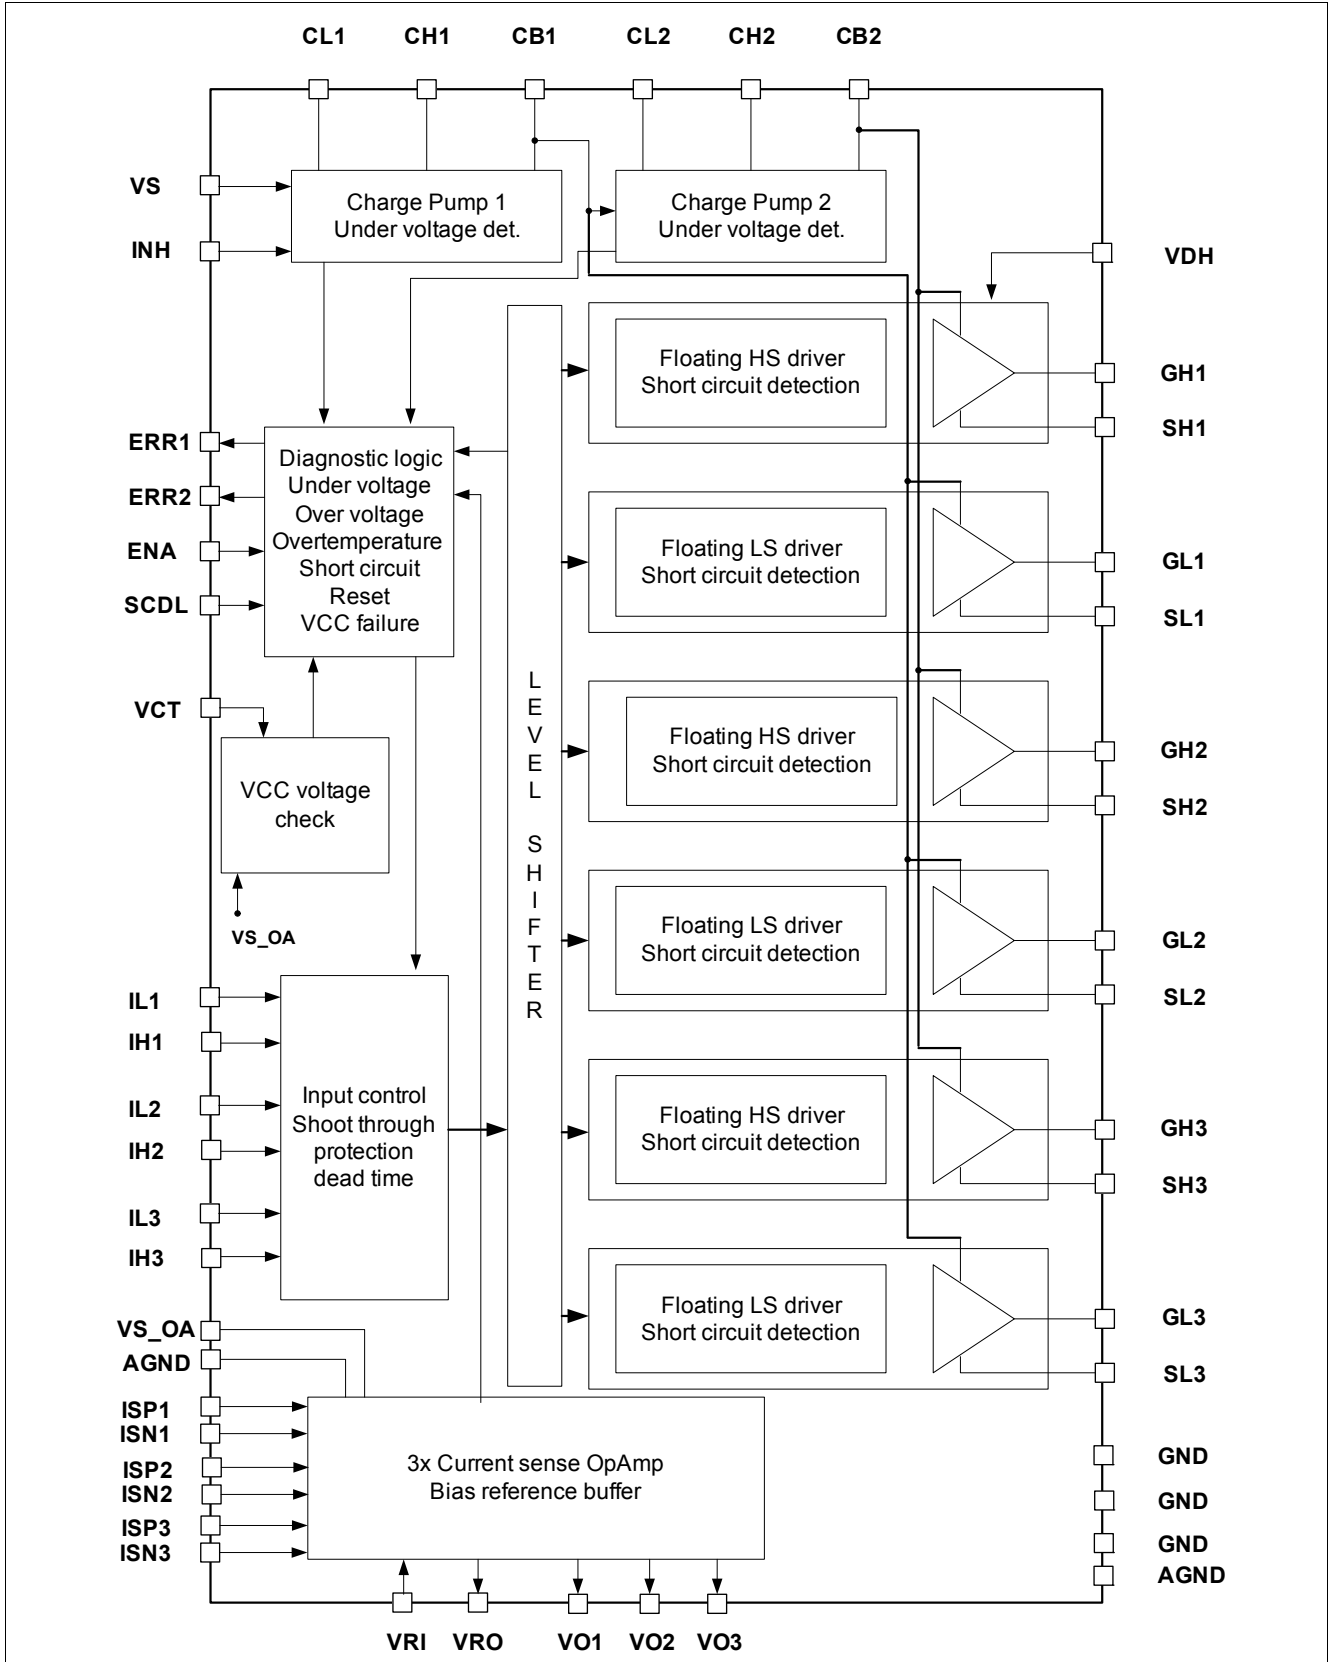 CL1 CH1 CB1 CL2 CH2 CB2
VS
INH
Charge Pump 1
Under voltage det.
Charge Pump 2
Under voltage det.
VDH
Floating HS driver
Short circuit detection
GH1
SH1
ERR1
ERR2
ENA
SCDL
Diagnostic logic
Under voltage
Over voltage
Overtemperature
Short circuit
Reset
VCC failure
Floating LS driver
Short circuit detection
GL1
SL1
VCT
VCC voltage
check
VS_OA
LEVEL SHIFTER
Floating HS driver
Short circuit detection
GH2
SH2
Floating LS driver
Short circuit detection
GL2
SL2
IL1
IH1
IL2
IH2
IL3
IH3
Input control
Shoot through
protection
dead time
Floating HS driver
Short circuit detection
GH3
SH3
Floating LS driver
Short circuit detection
GL3
SL3
VS_OA
AGND
ISP1
ISN1
ISP2
ISN2
ISP3
ISN3
3x Current sense OpAmp
Bias reference buffer
GND
GND
GND
AGND
VRI VRO VO1 VO2 VO3